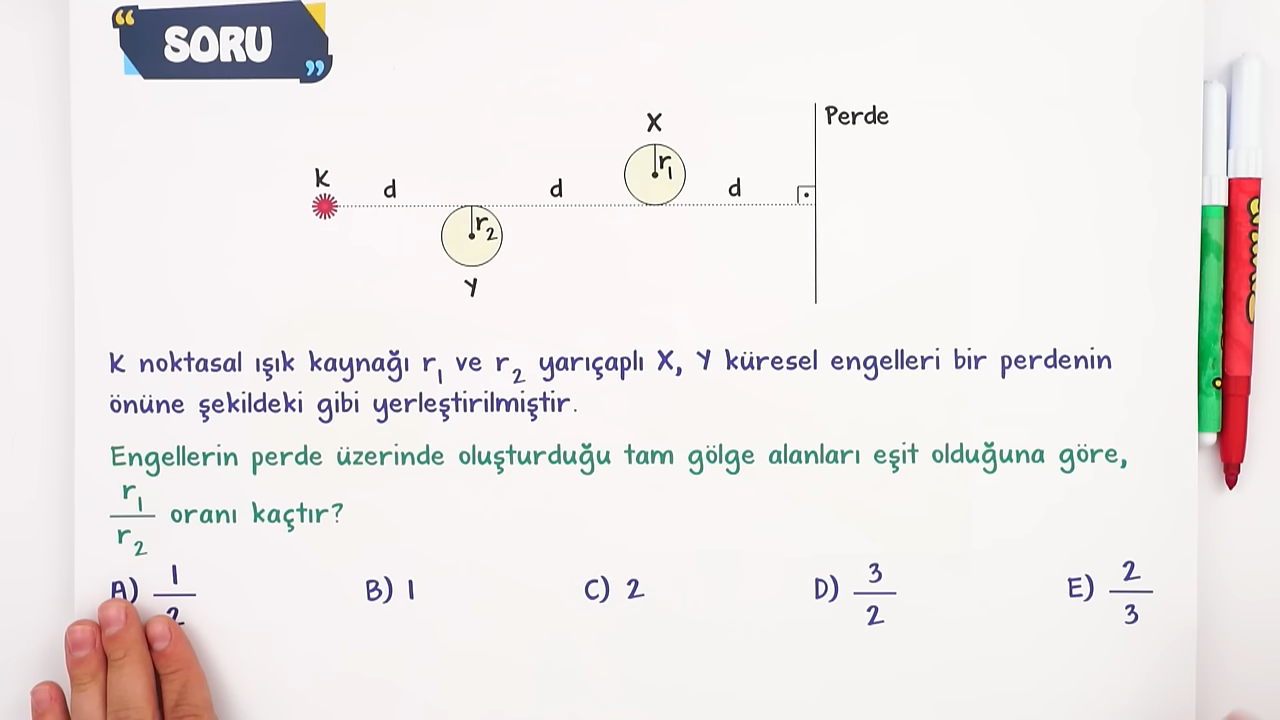 SORU
X
Perde
r₁
K
d
d
d
r₂
Y
K noktasal ışık kaynağı r₁ ve r₂ yarıçaplı X, Y küresel engelleri bir perdenin
önüne şekildeki gibi yerleştirilmiştir.
Engellerin perde üzerinde oluşturduğu tam gölge alanları eşit olduğuna göre,
r₁/r₂ oranı kaçtır?
A) 1/2 B) 1 C) 2 D) 3/2 E) 2/3